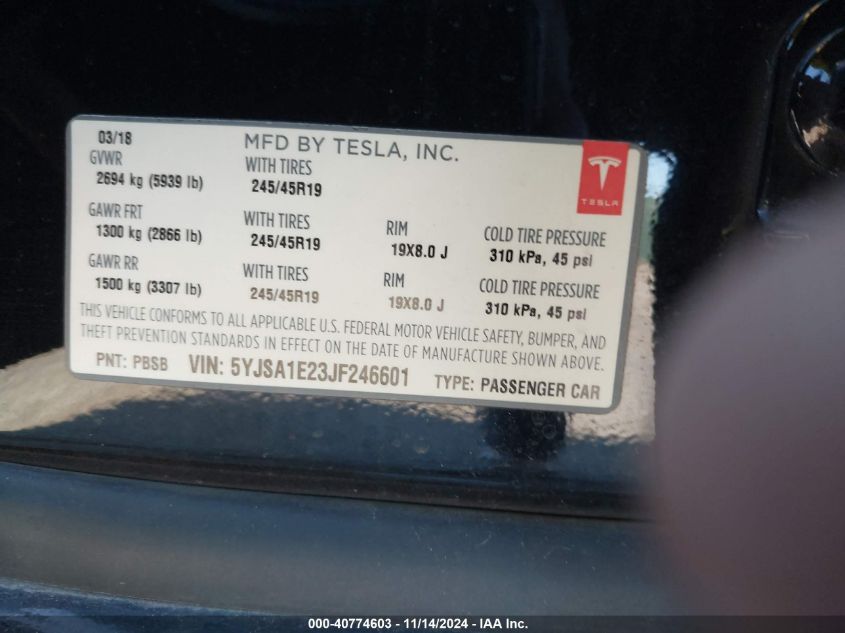 03/18 MFD BY TESLA, INC.
GVWR WITH TIRES
2694 kg (5939 lb) 245/45R19
TESLA
GAWR FRT WITH TIRES RIM COLD TIRE PRESSURE
1300 kg (2866 lb) 245/45R19 19X8.0 J 310 kPa, 45 psi
GAWR RR WITH TIRES RIM COLD TIRE PRESSURE
1500 kg (3307 lb) 245/45R19 19X8.0 J 310 kPa, 45 psi
THIS VEHICLE CONFORMS TO ALL APPLICABLE U.S. FEDERAL MOTOR VEHICLE SAFETY, BUMPER, AND
THEFT PREVENTION STANDARDS IN EFFECT ON THE DATE OF MANUFACTURE SHOWN ABOVE.
PNT: PBSB VIN: 5YJSA1E23JF246601 TYPE: PASSENGER CAR
000-40774603 - 11/14/2024 - IAA Inc.